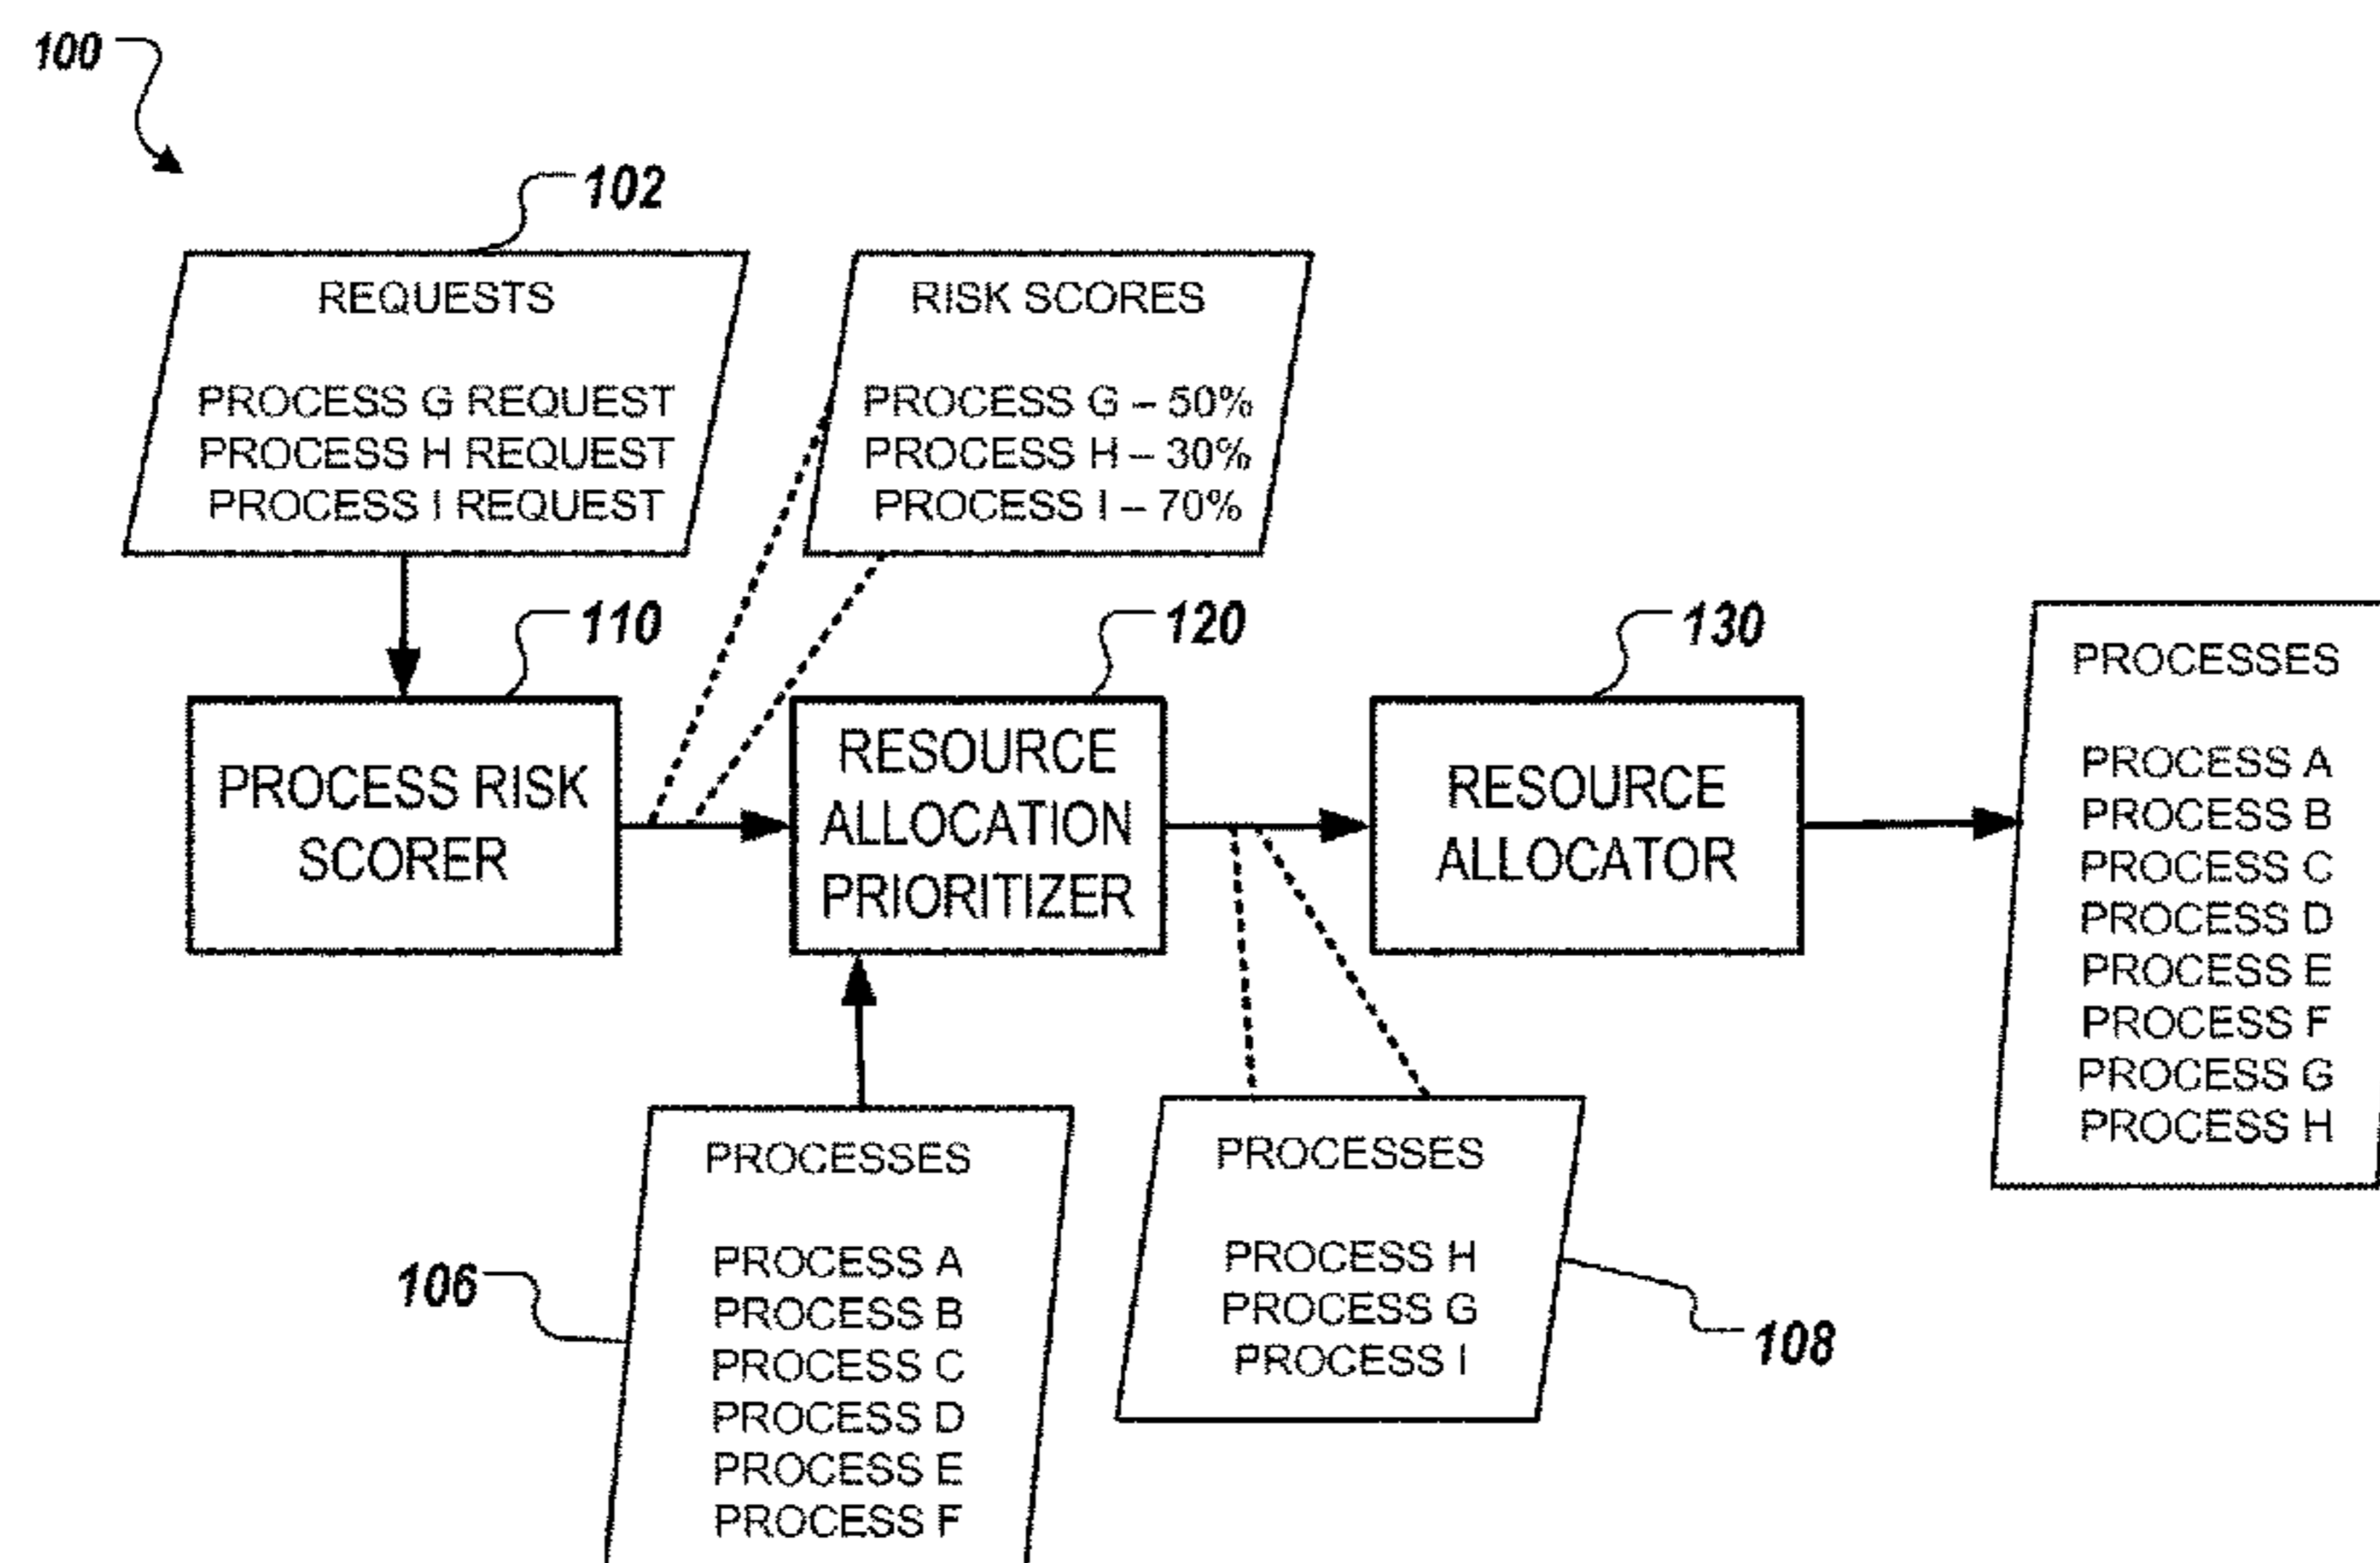 100
102
REQUESTS
PROCESS G REQUEST
PROCESS H REQUEST
PROCESS I REQUEST
RISK SCORES
PROCESS G – 50%
PROCESS H – 30%
PROCESS I – 70%
110
PROCESS RISK
SCORER
120
RESOURCE
ALLOCATION
PRIORITIZER
130
RESOURCE
ALLOCATOR
PROCESSES
PROCESS A
PROCESS B
PROCESS C
PROCESS D
PROCESS E
PROCESS F
PROCESS G
PROCESS H
106
PROCESSES
PROCESS A
PROCESS B
PROCESS C
PROCESS D
PROCESS E
PROCESS F
PROCESSES
PROCESS H
PROCESS G
PROCESS I
108